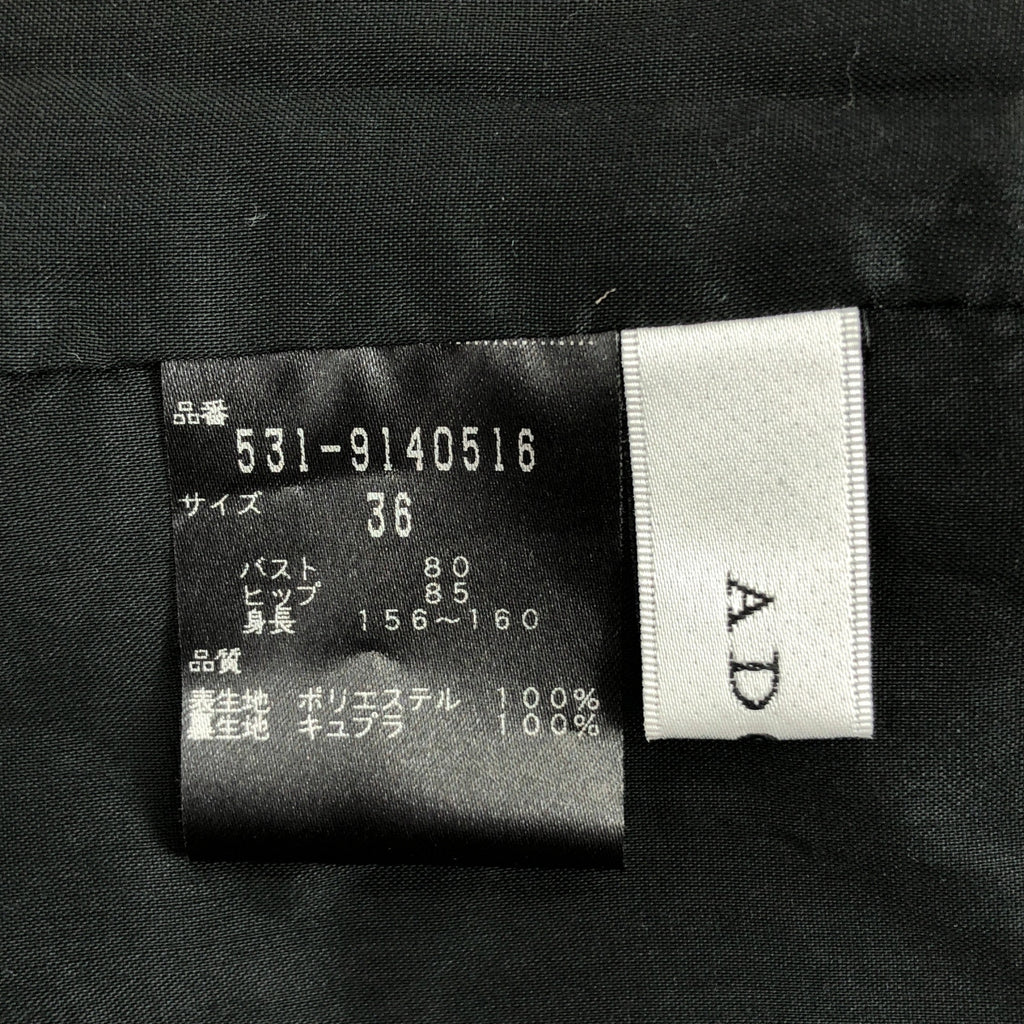 品番
531-9140516
サイズ 36
バスト 80
ヒップ 85
身長 156～160
品質
表生地 ポリエステル 100%
裏生地 キュプラ 100%
A.D